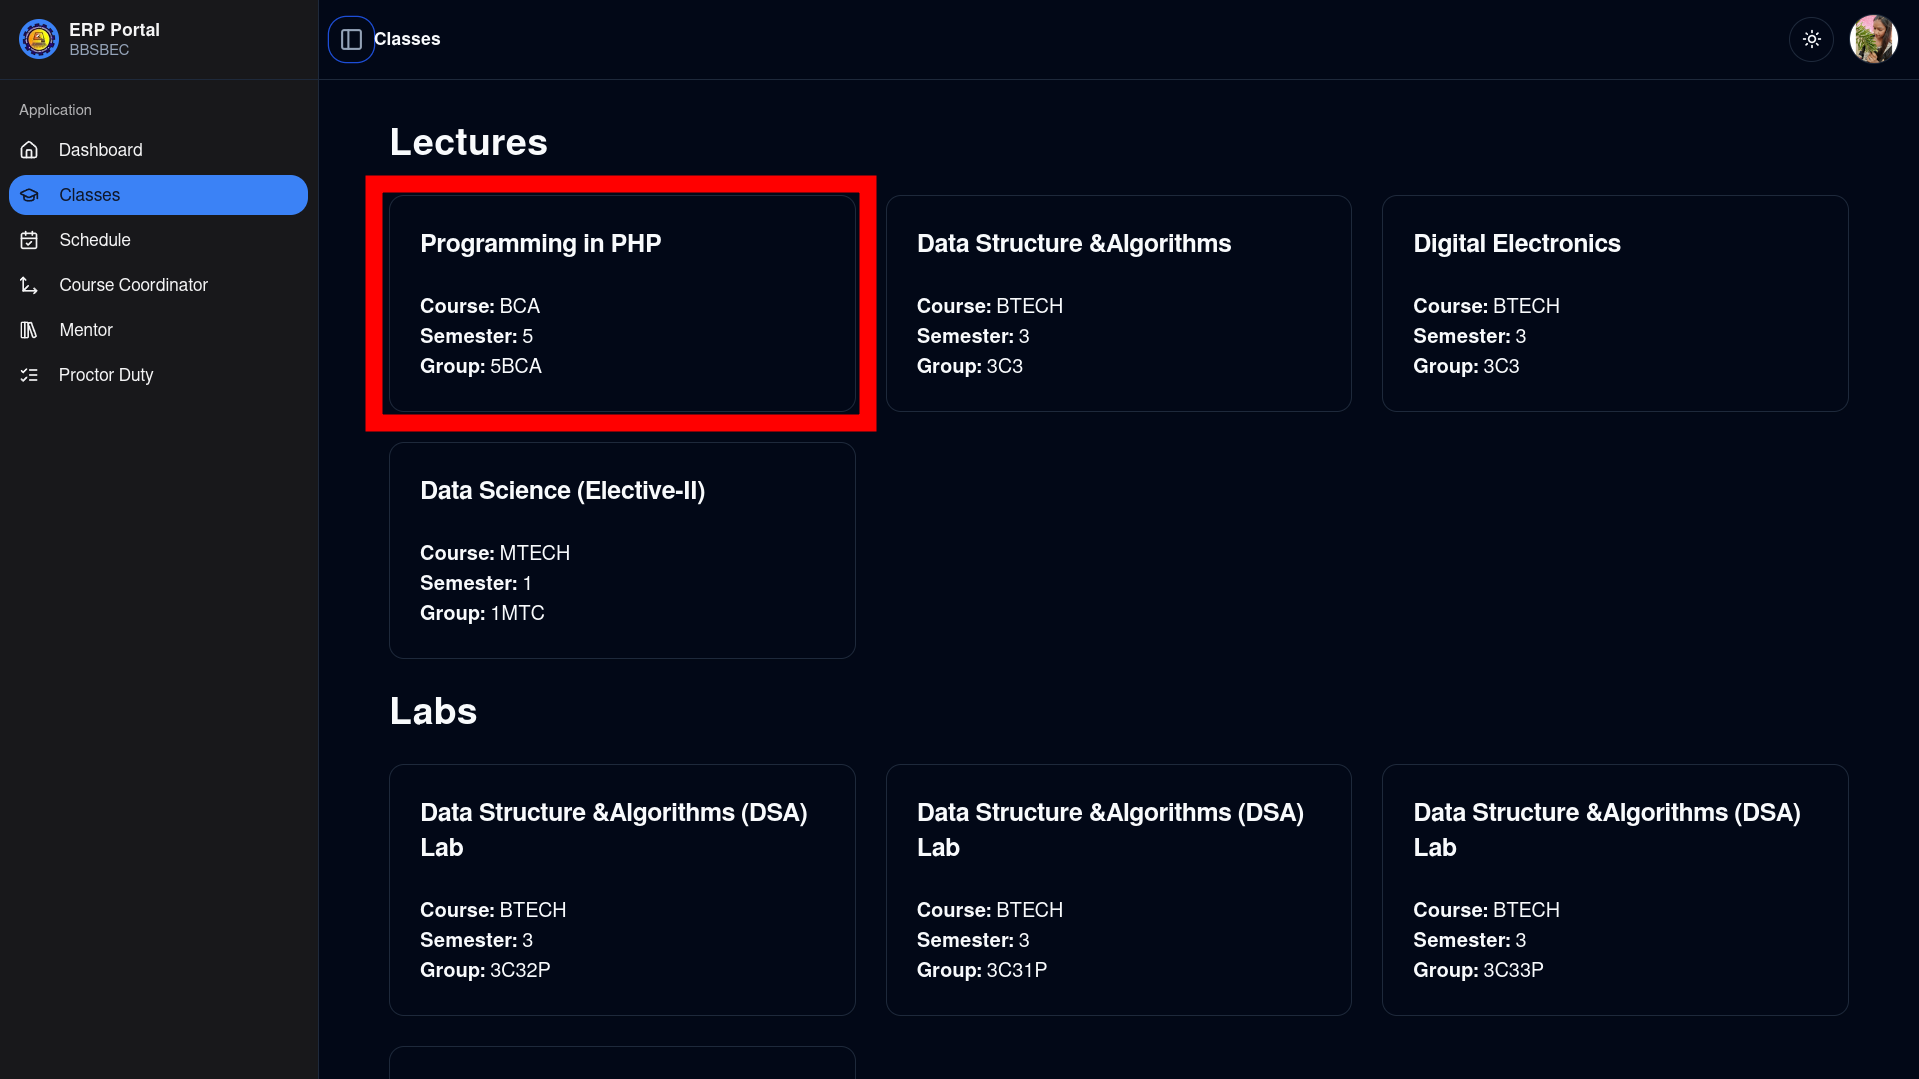 ERP Portal
BBSBEC
Classes
Application
Dashboard
Classes
Schedule
Course Coordinator
Mentor
Proctor Duty
Lectures
Programming in PHP
Course: BCA
Semester: 5
Group: 5BCA
Data Structure &Algorithms
Course: BTECH
Semester: 3
Group: 3C3
Digital Electronics
Course: BTECH
Semester: 3
Group: 3C3
Data Science (Elective-II)
Course: MTECH
Semester: 1
Group: 1MTC
Labs
Data Structure &Algorithms (DSA)
Lab
Course: BTECH
Semester: 3
Group: 3C32P
Data Structure &Algorithms (DSA)
Lab
Course: BTECH
Semester: 3
Group: 3C31P
Data Structure &Algorithms (DSA)
Lab
Course: BTECH
Semester: 3
Group: 3C33P